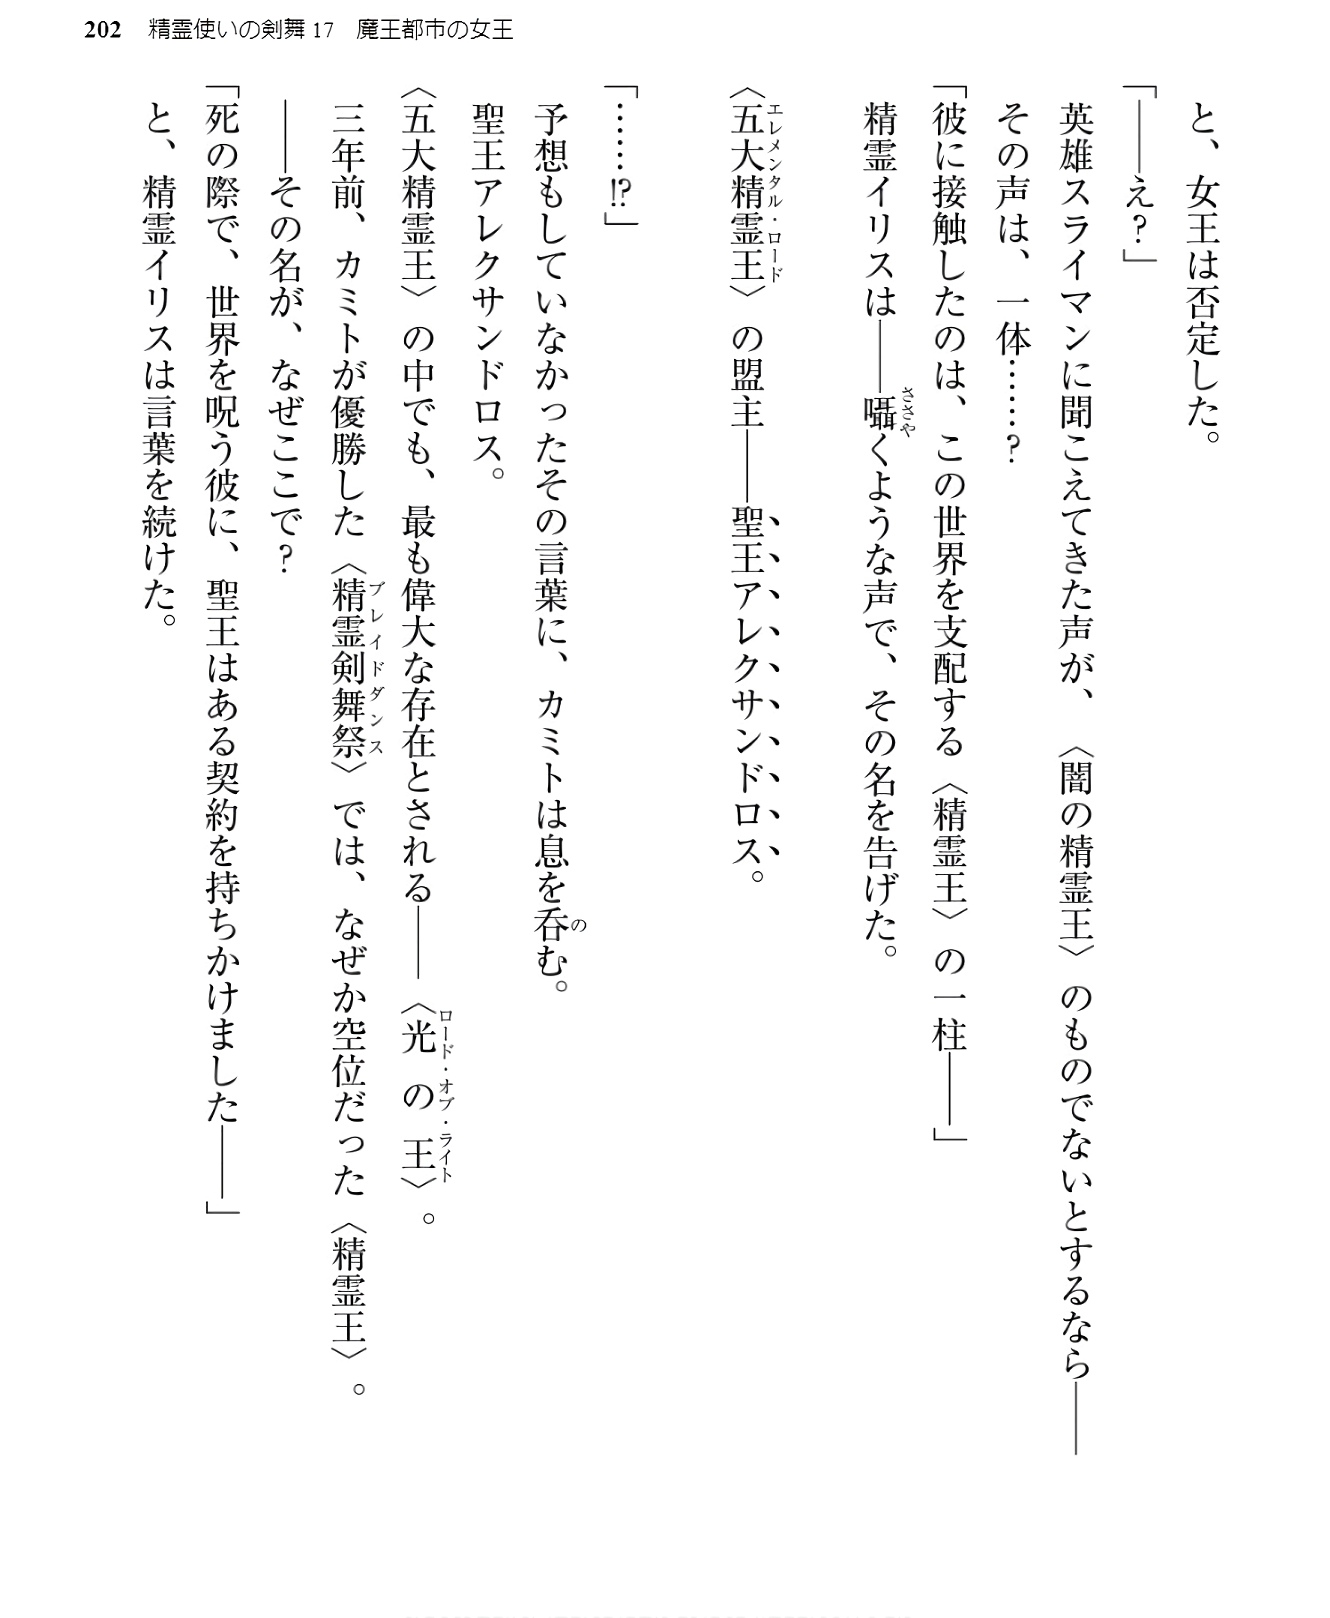 202 精霊使いの剣舞17 魔王都市の女王
と、女王は否定した。
「――え？」
英雄スライマンに聞こえてきた声が、〈闇の精霊王〉のものでないとするなら――
その声は、一体……？
「彼に接触したのは、この世界を支配する〈精霊王〉の一柱――」
精霊イリスは――囁くような声で、その名を告げた。
〈五大精霊王〉の盟主――聖王アレクサンドロス。
「……!?」
予想もしていなかったその言葉に、カミトは息を呑む。
聖王アレクサンドロス。
〈五大精霊王〉の中でも、最も偉大な存在とされる――〈光の王〉。
三年前、カミトが優勝した〈精霊剣舞祭〉では、なぜか空位だった〈精霊王〉。
――その名が、なぜここで？
「死の際で、世界を呪う彼に、聖王はある契約を持ちかけました――」
と、精霊イリスは言葉を続けた。